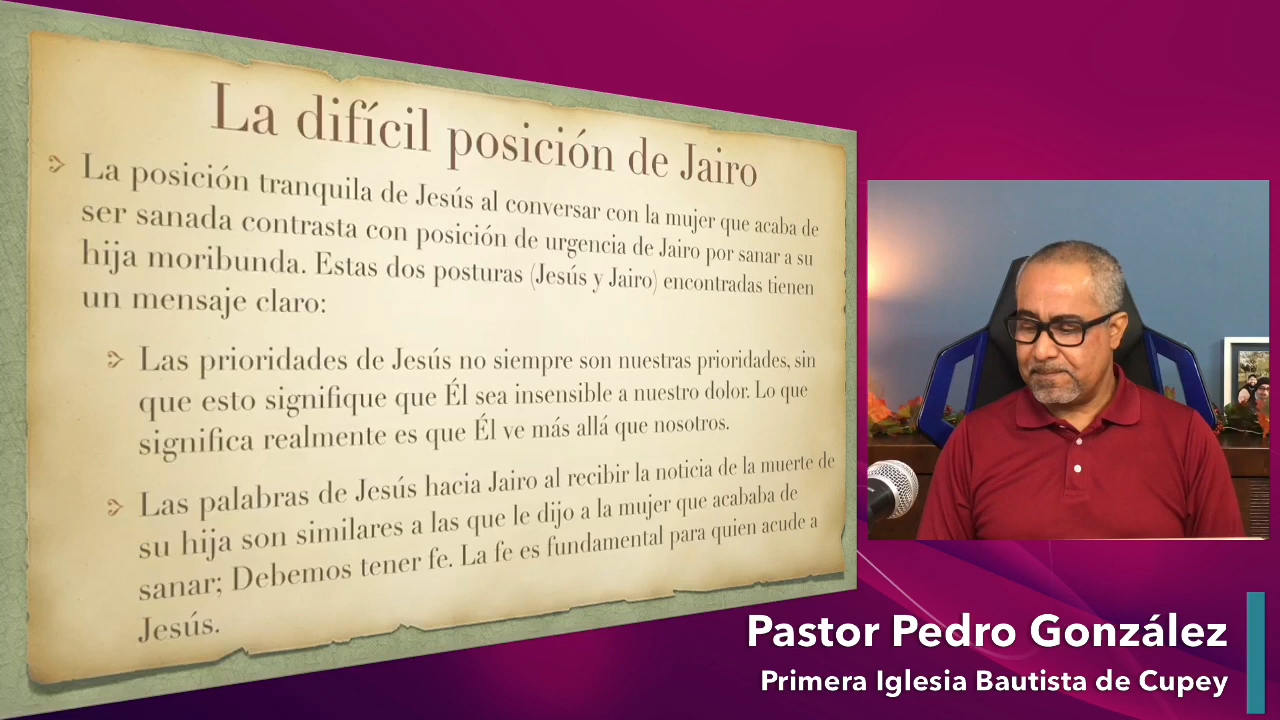 La difícil posición de Jairo
La posición tranquila de Jesús al conversar con la mujer que acaba de
ser sanada contrasta con posición de urgencia de Jairo por sanar a su
hija moribunda. Estas dos posturas (Jesús y Jairo) encontradas tienen
un mensaje claro:
Las prioridades de Jesús no siempre son nuestras prioridades, sin
que esto signifique que Él sea insensible a nuestro dolor. Lo que
significa realmente es que Él ve más allá que nosotros.
Las palabras de Jesús hacia Jairo al recibir la noticia de la muerte de
su hija son similares a las que le dijo a la mujer que acababa de
sanar; Debemos tener fe. La fe es fundamental para quien acude a
Jesús.
Pastor Pedro González
Primera Iglesia Bautista de Cupey